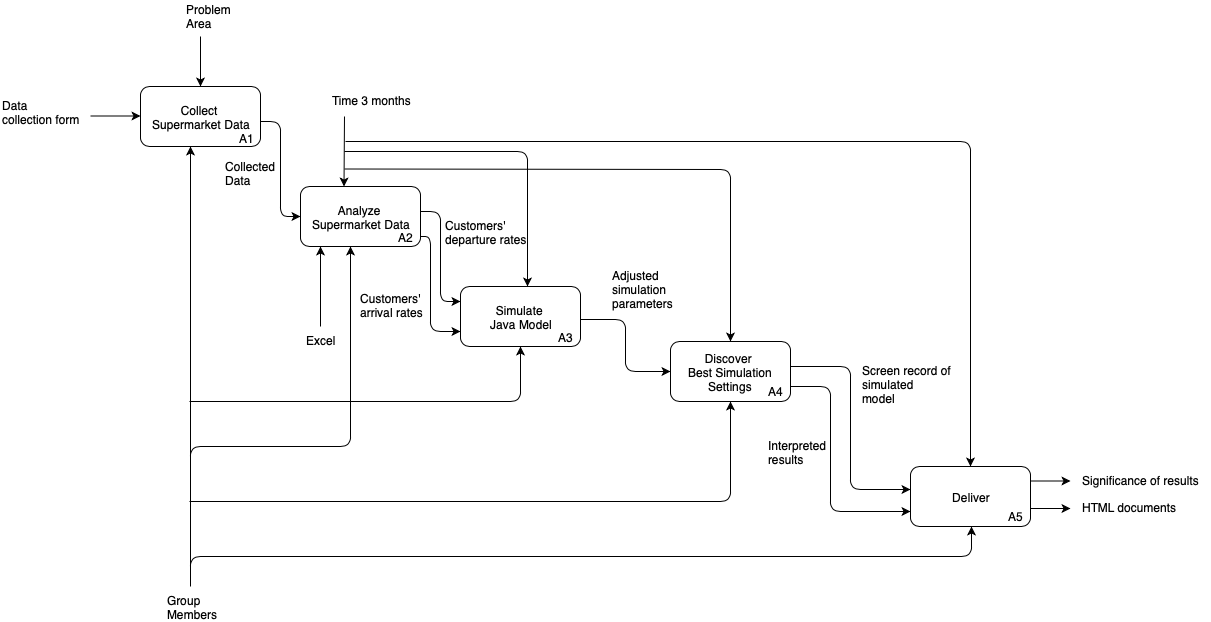 Problem
Area
Data
collection form
Collect
Supermarket Data
A1
Time 3 months
Collected
Data
Analyze
Supermarket Data
A2
Customers'
departure rates
Customers'
arrival rates
Excel
Simulate
Java Model
A3
Adjusted
simulation
parameters
Discover
Best Simulation
Settings
A4
Screen record of
simulated
model
Interpreted
results
Deliver
A5
Significance of results
HTML documents
Group
Members